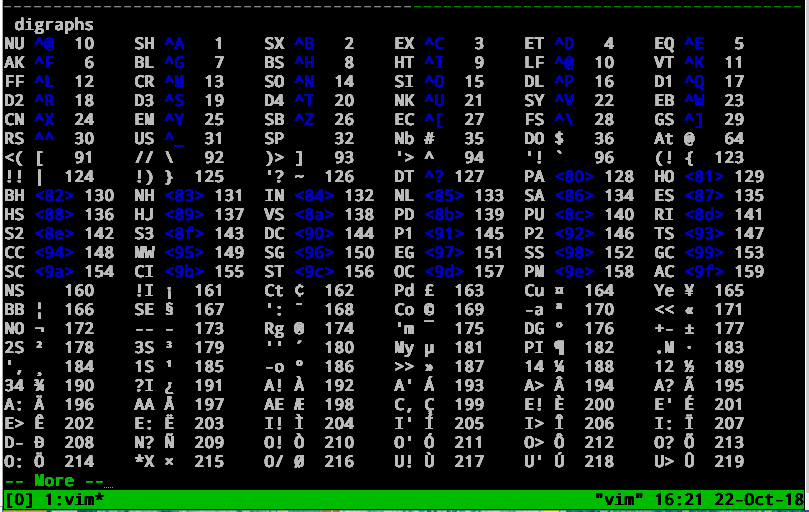 digraphs
NU ^@ 10 SH ^A 1 SX ^B 2 EX ^C 3 ET ^D 4 EQ ^E 5
AK ^F 6 BL ^G 7 BS ^H 8 HT ^I 9 LF ^@ 10 VT ^K 11
FF ^L 12 CR ^M 13 SO ^N 14 SI ^O 15 DL ^P 16 D1 ^Q 17
D2 ^R 18 D3 ^S 19 D4 ^T 20 NK ^U 21 SY ^V 22 EB ^W 23
CN ^X 24 EM ^Y 25 SB ^Z 26 EC ^[ 27 FS ^\ 28 GS ^] 29
RS ^^ 30 US ^_ 31 SP 32 Nb # 35 DO $ 36 At @ 64
<( [ 91 // \ 92 )> ] 93 '> ^ 94 '! ` 96 (! { 123
!! | 124 !) } 125 '? ~ 126 DT ^? 127 PA <80> 128 HO <81> 129
BH <82> 130 NH <83> 131 IN <84> 132 NL <85> 133 SA <86> 134 ES <87> 135
HS <88> 136 HJ <89> 137 VS <8a> 138 PD <8b> 139 PU <8c> 140 RI <8d> 141
S2 <8e> 142 S3 <8f> 143 DC <90> 144 P1 <91> 145 P2 <92> 146 TS <93> 147
CC <94> 148 MW <95> 149 SG <96> 150 EG <97> 151 SS <98> 152 GC <99> 153
SC <9a> 154 CI <9b> 155 ST <9c> 156 OC <9d> 157 PM <9e> 158 AC <9f> 159
NS 160 !I ¡ 161 Ct ¢ 162 Pd £ 163 Cu ¤ 164 Ye ¥ 165
BB ¦ 166 SE § 167 ': ¨ 168 Co © 169 -a ª 170 << « 171
NO ¬ 172 -- - 173 Rg ® 174 'm ¯ 175 DG ° 176 +- ± 177
2S ² 178 3S ³ 179 '' ´ 180 My µ 181 PI ¶ 182 .M · 183
', ¸ 184 1S ¹ 185 -o º 186 >> » 187 14 ¼ 188 12 ½ 189
34 ¾ 190 ?I ¿ 191 A! À 192 A' Á 193 A> Â 194 A? Ã 195
A: Ä 196 AA Å 197 AE Æ 198 C, Ç 199 E! È 200 E' É 201
E> Ê 202 E: Ë 203 I! Ì 204 I' Í 205 I> Î 206 I: Ï 207
D- Ð 208 N? Ñ 209 O! Ò 210 O' Ó 211 O> Ô 212 O? Õ 213
O: Ö 214 *X × 215 O/ Ø 216 U! Ù 217 U' Ú 218 U> Û 219
-- More --
[0] 1:vim* "vim" 16:21 22-Oct-18